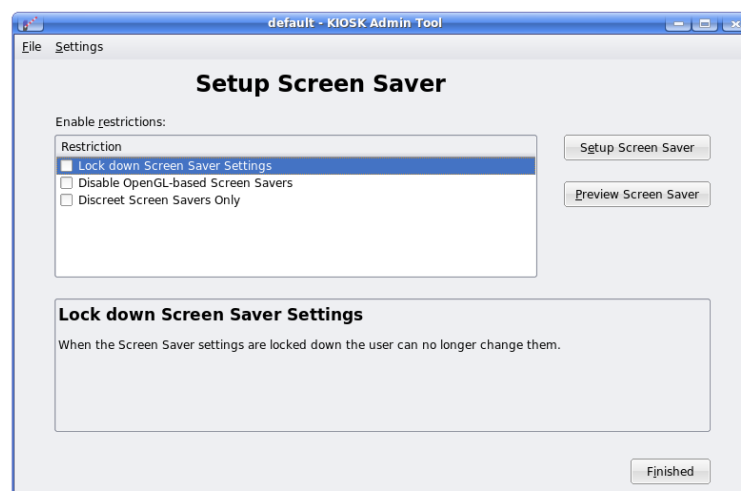 default - KIOSK Admin Tool
File Settings
Setup Screen Saver
Enable restrictions:
Restriction
Lock down Screen Saver Settings
Disable OpenGL-based Screen Savers
Discreet Screen Savers Only
Setup Screen Saver
Preview Screen Saver
Lock down Screen Saver Settings
When the Screen Saver settings are locked down the user can no longer change them.
Finished